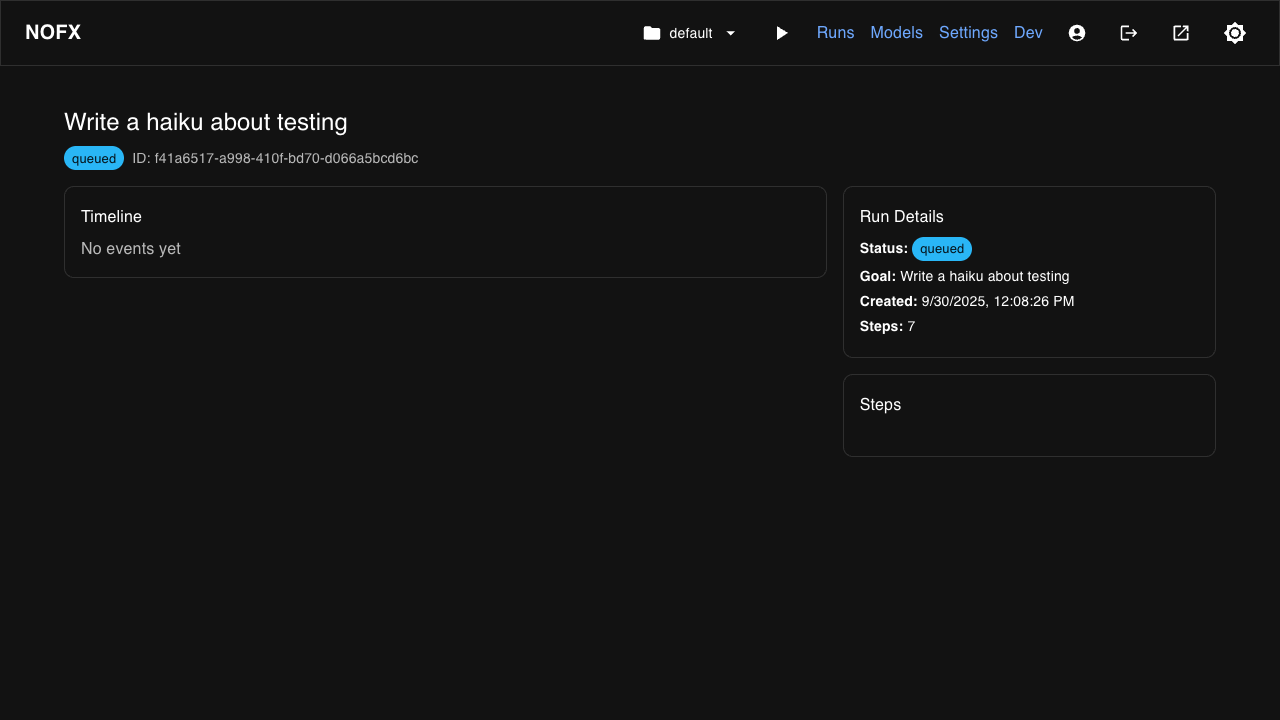 NOFX
default
Runs Models Settings Dev
Write a haiku about testing
queued ID: f41a6517-a998-410f-bd70-d066a5bcd6bc
Timeline
No events yet
Run Details
Status: queued
Goal: Write a haiku about testing
Created: 9/30/2025, 12:08:26 PM
Steps: 7
Steps